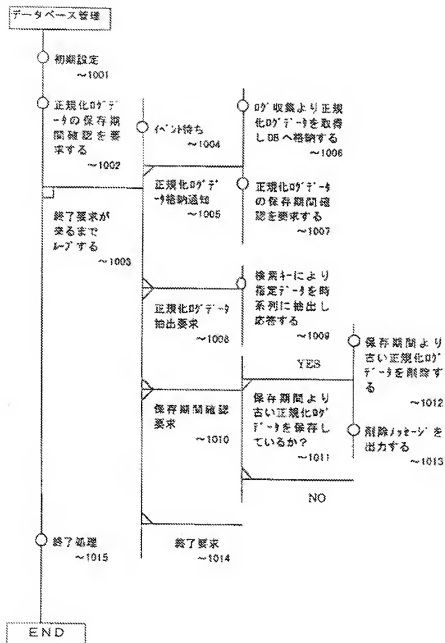 データベース管理
初期設定
～1001
正規化ログデ
ータの保存期
間確認を要
求する
～1002
終了要求が
来るまで
ループする
～1003
イベント待ち
～1004
正規化ログデ
ータ格納通知
～1005
ログ収集より正規
化ログデータを取得
しDBへ格納する
～1006
正規化ログデータ
の保存期間確
認を要求する
～1007
正規化ログデータ
抽出要求
～1008
検索キーにより
指定データを時
系列に抽出し
応答する
～1009
保存期間確認
要求
～1010
YES
保存期間より
古い正規化ログ
データを保存し
ているか?
～1011
NO
保存期間より
古い正規化ログ
データを削除す
る
～1012
削除メッセージを
出力する
～1013
終了要求
～1014
終了処理
～1015
END